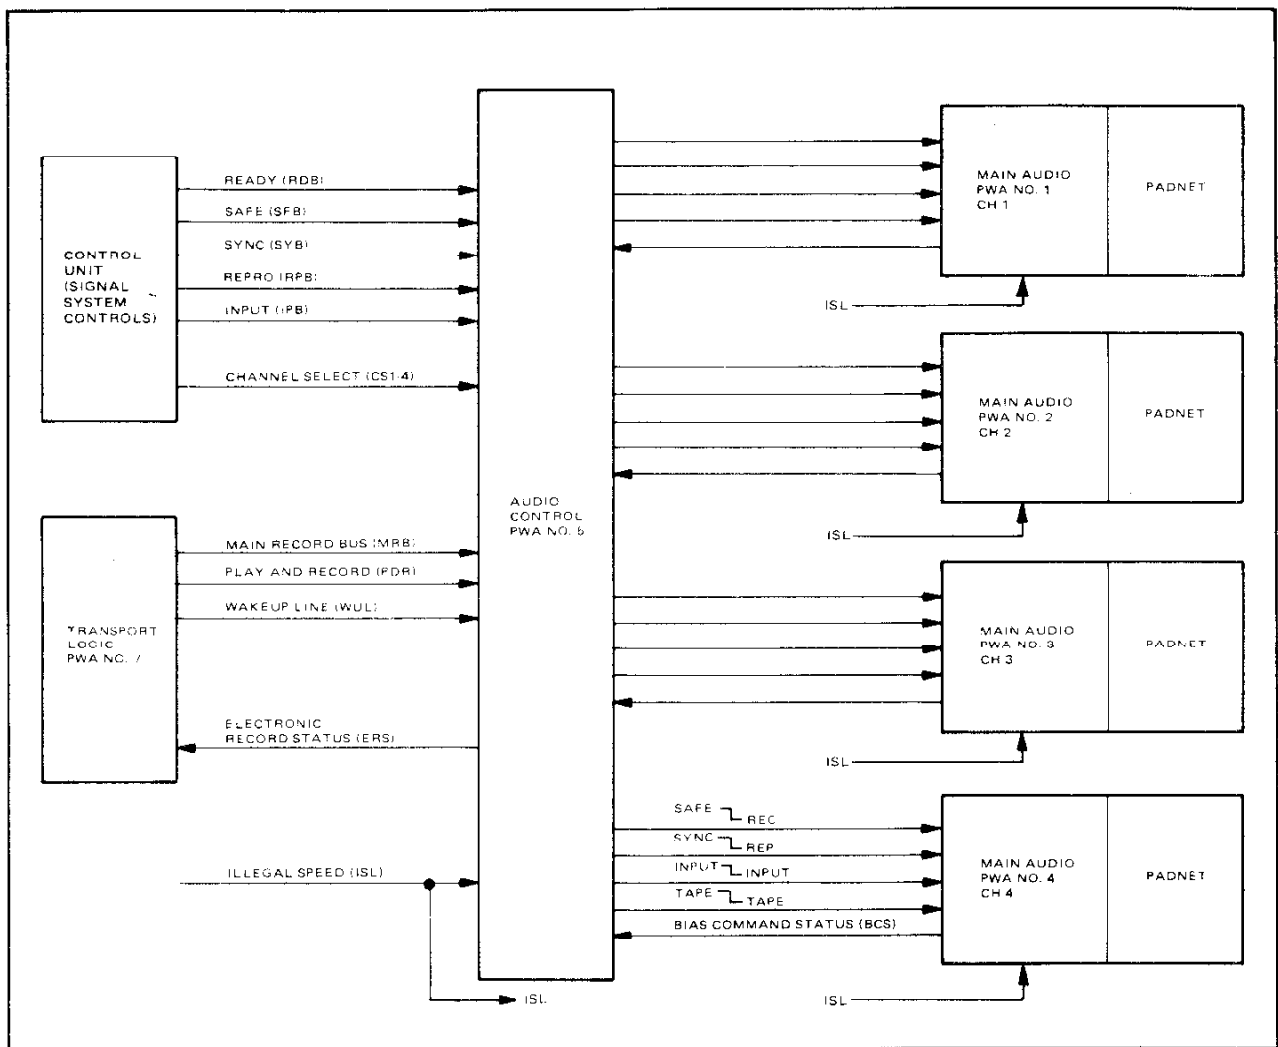 READY (RDB)
SAFE (SFB)
SYNC (SYB)
REPRO (RPB)
INPUT (IPB)
CHANNEL SELECT (CS1-4)
CONTROL
UNIT
(SIGNAL
SYSTEM
CONTROLS)
MAIN RECORD BUS (MRB)
PLAY AND RECORD (PDR)
WAKEUP LINE (WUL)
TRANSPORT
LOGIC
PWA NO. 7
ELECTRONIC
RECORD STATUS (ERS)
ILLEGAL SPEED (ISL)
ISL
AUDIO
CONTROL
PWA NO. 5
MAIN AUDIO
PWA NO. 1
CH 1
PADNET
ISL
MAIN AUDIO
PWA NO. 2
CH 2
PADNET
ISL
MAIN AUDIO
PWA NO. 3
CH 3
PADNET
ISL
SAFE
REC
SYNC
REP
INPUT
INPUT
TAPE
TAPE
BIAS COMMAND STATUS (BCS)
MAIN AUDIO
PWA NO. 4
CH 4
PADNET
ISL